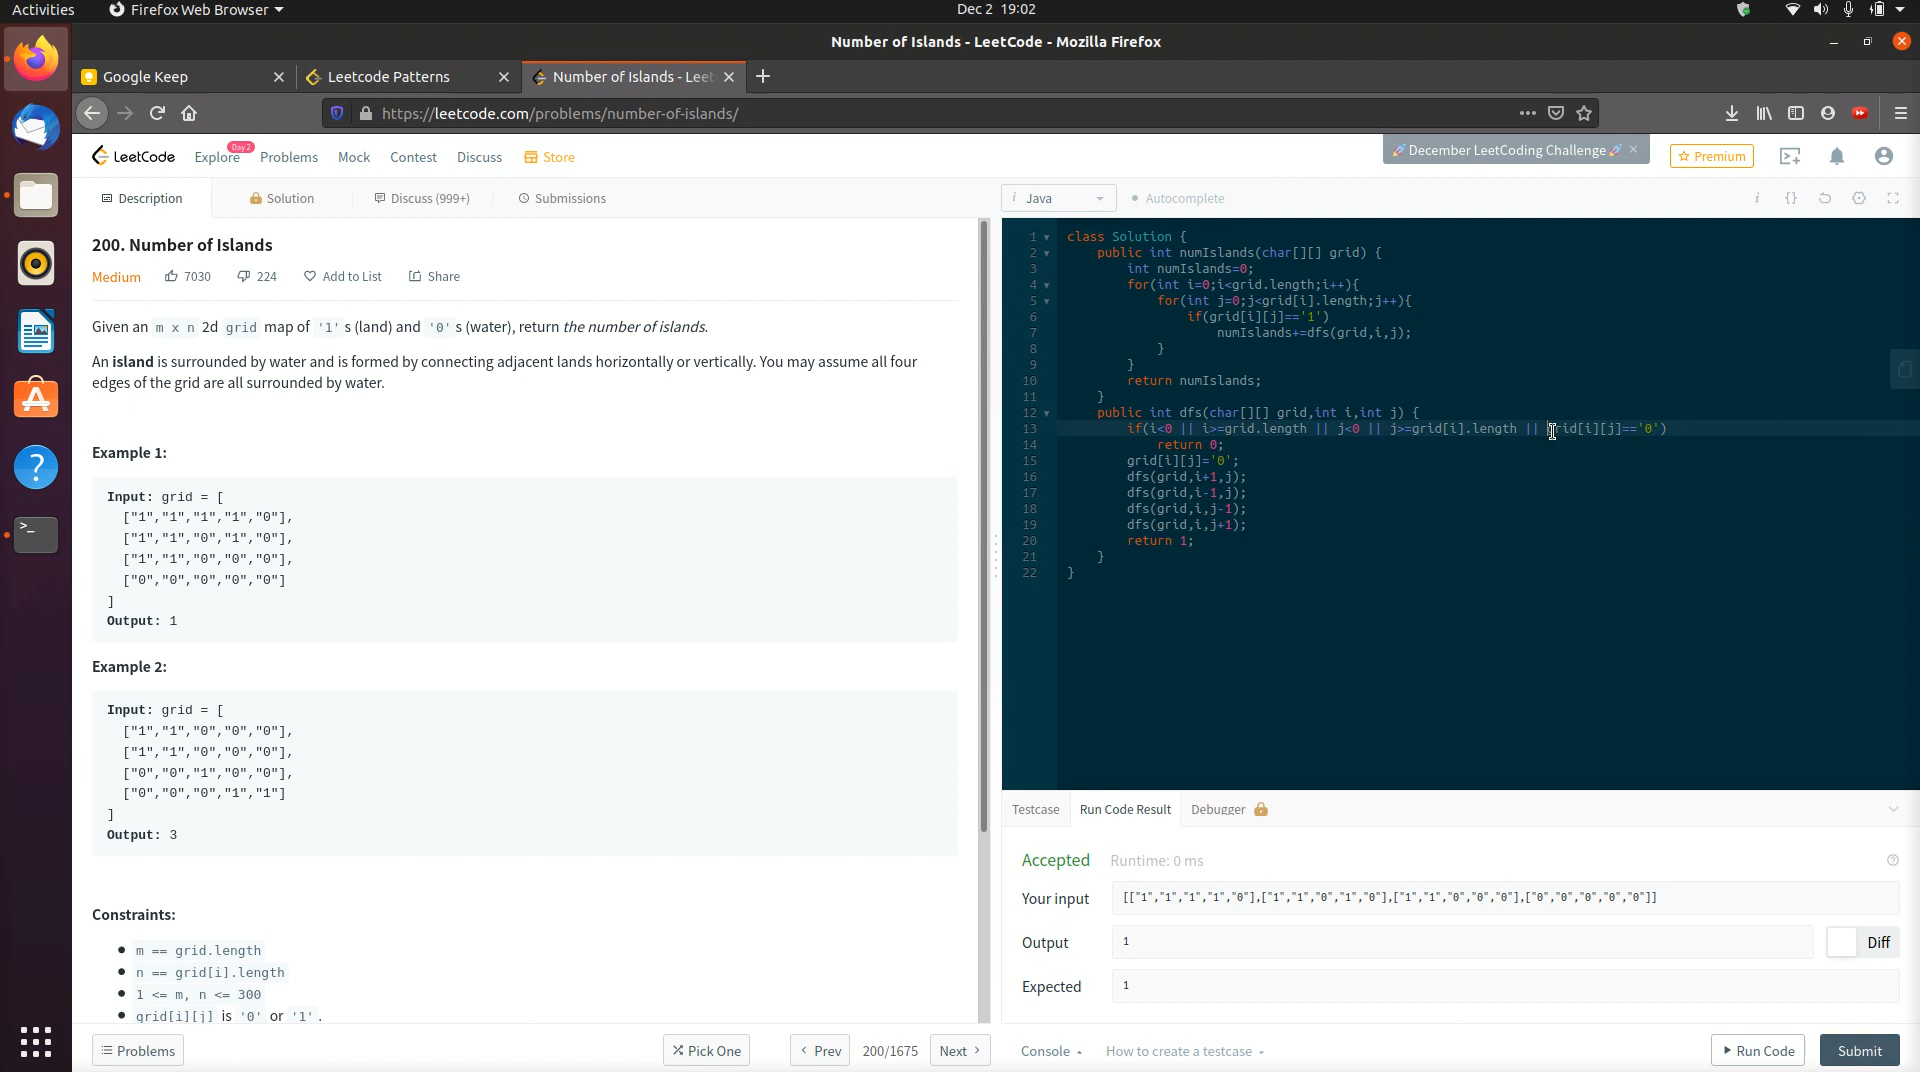 Activities Firefox Web Browser Dec 2 19:02
Number of Islands - LeetCode - Mozilla Firefox
Google Keep Leetcode Patterns Number of Islands - Leet
https://leetcode.com/problems/number-of-islands/
LeetCode Explore Day 2 Problems Mock Contest Discuss Store December LeetCoding Challenge Premium
Description Solution Discuss (999+) Submissions
200. Number of Islands
Medium 7030 224 Add to List Share
Given an m x n 2d grid map of '1' s (land) and '0' s (water), return the number of islands.
An island is surrounded by water and is formed by connecting adjacent lands horizontally or vertically. You may assume all four
edges of the grid are all surrounded by water.
Example 1:
Input: grid = [
["1","1","1","1","0"],
["1","1","0","1","0"],
["1","1","0","0","0"],
["0","0","0","0","0"]
]
Output: 1
Example 2:
Input: grid = [
["1","1","0","0","0"],
["1","1","0","0","0"],
["0","0","1","0","0"],
["0","0","0","1","1"]
]
Output: 3
Constraints:
m == grid.length
n == grid[i].length
1 <= m, n <= 300
grid[i][j] is '0' or '1'.
Problems Pick One Prev 200/1675 Next
i Java Autocomplete i {}
1 class Solution {
2 public int numIslands(char[][] grid) {
3 int numIslands=0;
4 for(int i=0;i<grid.length;i++){
5 for(int j=0;j<grid[i].length;j++){
6 if(grid[i][j]=='1')
7 numIslands+=dfs(grid,i,j);
8 }
9 }
10 return numIslands;
11 }
12 public int dfs(char[][] grid,int i,int j) {
13 if(i<0 || i>=grid.length || j<0 || j>=grid[i].length || grid[i][j]=='0')
14 return 0;
15 grid[i][j]='0';
16 dfs(grid,i+1,j);
17 dfs(grid,i-1,j);
18 dfs(grid,i,j-1);
19 dfs(grid,i,j+1);
20 return 1;
21 }
22 }
Testcase Run Code Result Debugger
Accepted Runtime: 0 ms
Your input [["1","1","1","1","0"],["1","1","0","1","0"],["1","1","0","0","0"],["0","0","0","0","0"]]
Output 1 Diff
Expected 1
Console How to create a testcase Run Code Submit